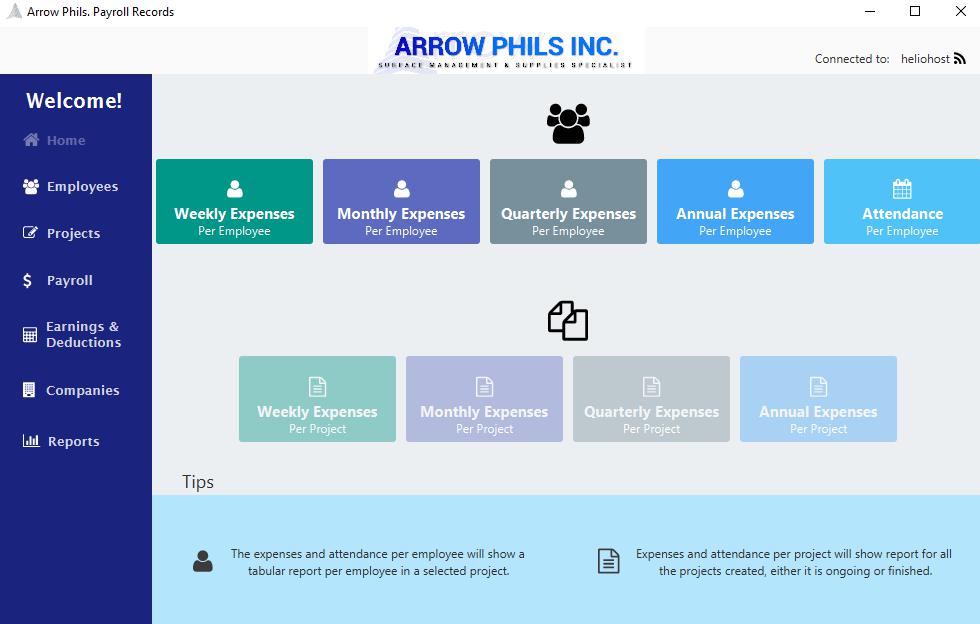 Arrow Phils. Payroll Records
ARROW PHILS INC.
SURFACE MANAGEMENT & SUPPLIES SPECIALIST
Connected to: heliohost
Welcome!
Home
Employees
Projects
Payroll
Earnings &
Deductions
Companies
Reports
Weekly Expenses
Per Employee
Monthly Expenses
Per Employee
Quarterly Expenses
Per Employee
Annual Expenses
Per Employee
Attendance
Per Employee
Weekly Expenses
Per Project
Monthly Expenses
Per Project
Quarterly Expenses
Per Project
Annual Expenses
Per Project
Tips
The expenses and attendance per employee will show a
tabular report per employee in a selected project.
Expenses and attendance per project will show report for all
the projects created, either it is ongoing or finished.